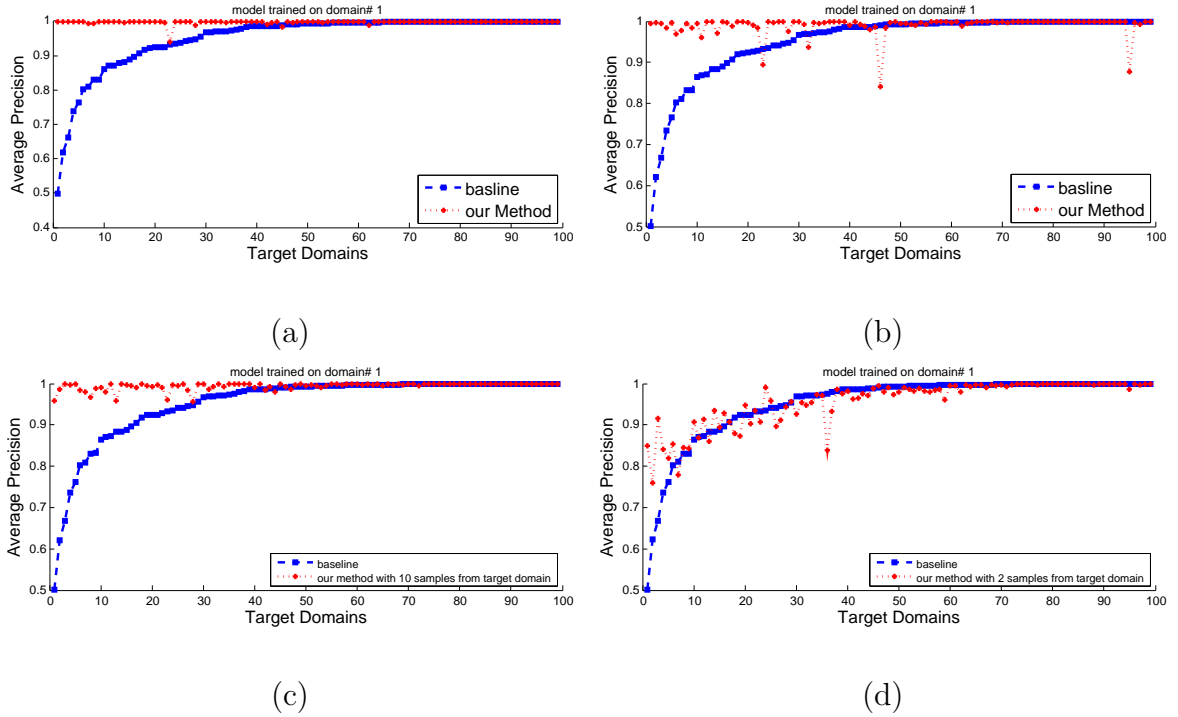 model trained on domain# 1
Average Precision
1
0.9
0.8
0.7
0.6
0.5
0.4
0 10 20 30 40 50 60 70 80 90 100
Target Domains
basline
our Method
(a)
model trained on domain# 1
Average Precision
1
0.9
0.8
0.7
0.6
0.5
0 10 20 30 40 50 60 70 80 90 100
Target Domains
basline
our Method
(b)
model trained on domain# 1
Average Precision
1
0.9
0.8
0.7
0.6
0.5
0 10 20 30 40 50 60 70 80 90 100
Target Domains
baseline
our method with 10 samples from target domain
(c)
model trained on domain# 1
Average Precision
1
0.9
0.8
0.7
0.6
0.5
0 10 20 30 40 50 60 70 80 90 100
Target Domains
baseline
our method with 2 samples from target domain
(d)